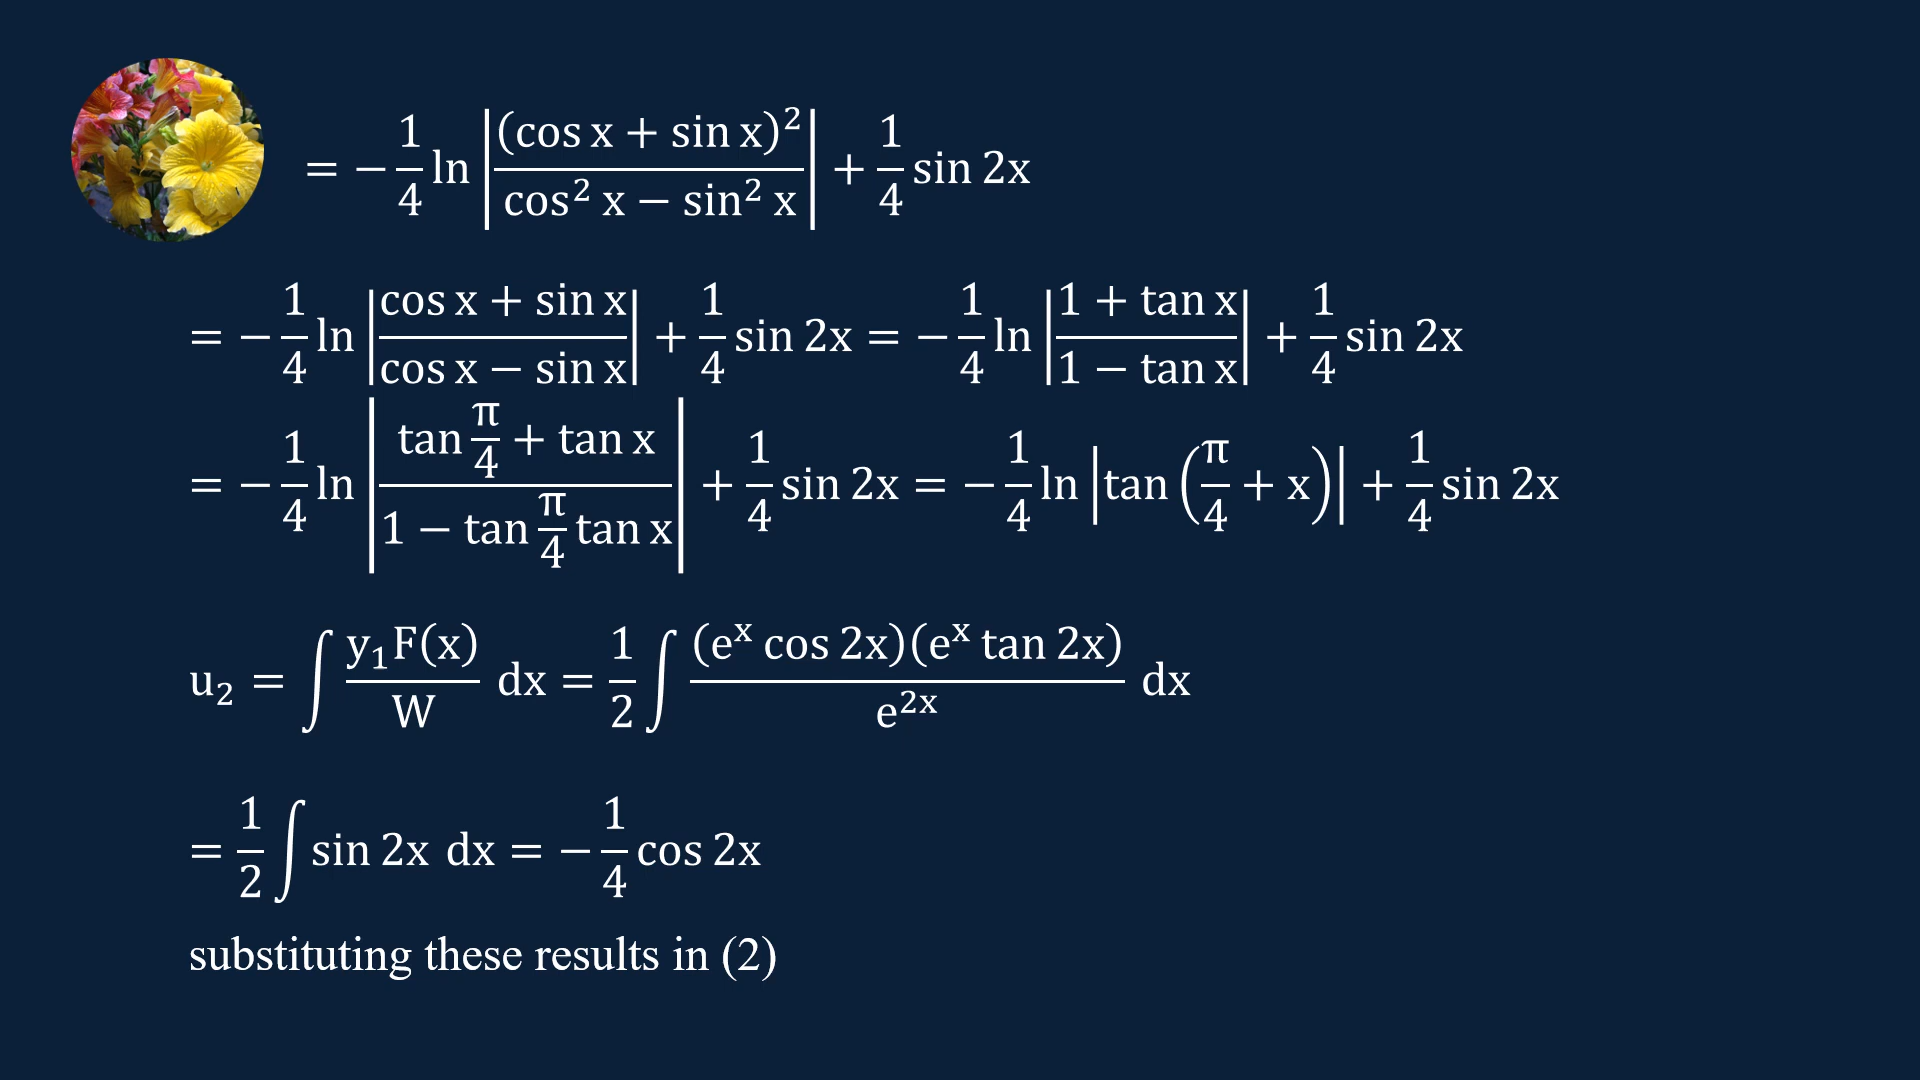 = −1/4 ln |(cos x + sin x)²/(cos² x − sin² x)| + 1/4 sin 2x
= −1/4 ln |(cos x + sin x)/(cos x − sin x)| + 1/4 sin 2x = −1/4 ln |(1 + tan x)/(1 − tan x)| + 1/4 sin 2x
= −1/4 ln |(tan π/4 + tan x)/(1 − tan π/4 tan x)| + 1/4 sin 2x = −1/4 ln |tan (π/4 + x)| + 1/4 sin 2x
u₂ = ∫ y₁F(x)/W dx = 1/2 ∫ (eˣ cos 2x)(eˣ tan 2x)/e²ˣ dx
= 1/2 ∫ sin 2x dx = −1/4 cos 2x
substituting these results in (2)